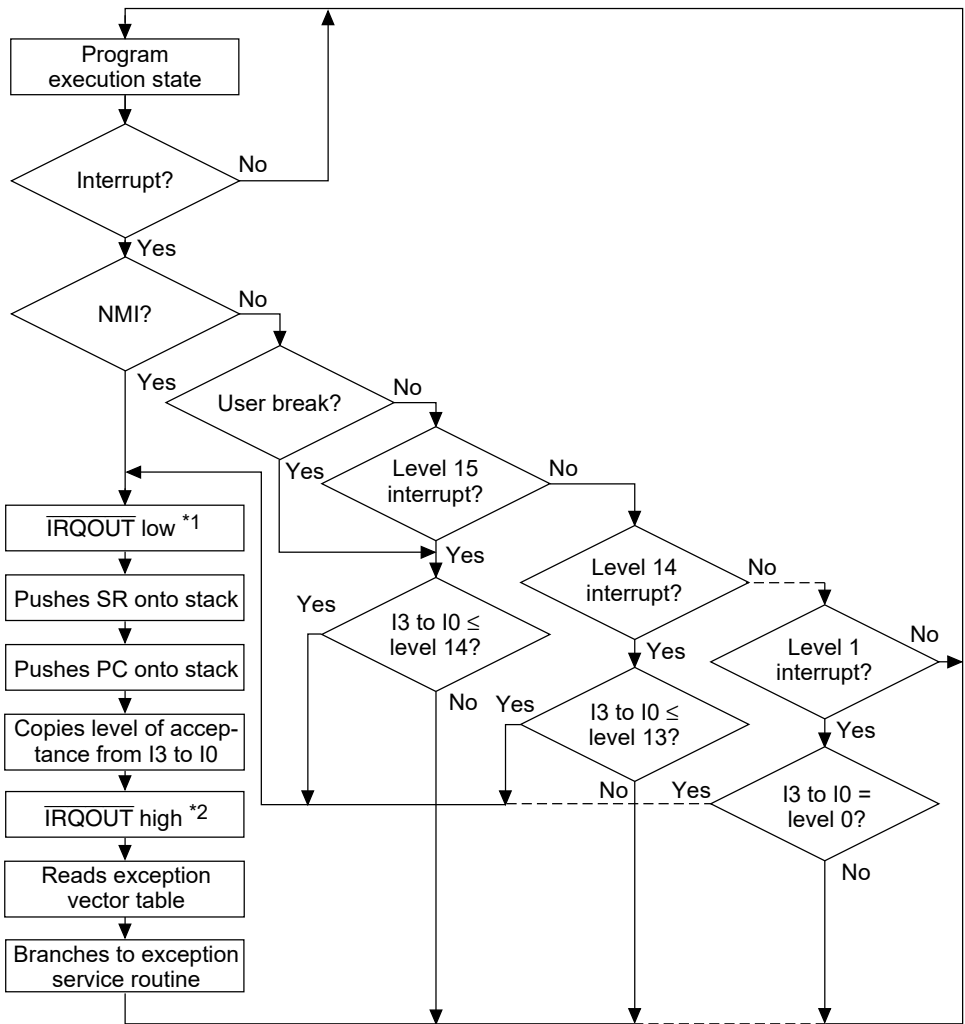 Program
execution state
Interrupt?
No
Yes
NMI?
No
Yes
User break?
No
Yes
Level 15
interrupt?
No
Yes
Level 14
interrupt?
No
Yes
Level 1
interrupt?
No
Yes
I3 to I0 ≤
level 14?
Yes
No
I3 to I0 ≤
level 13?
Yes
No
I3 to I0 =
level 0?
Yes
No
IRQOUT low *1
Pushes SR onto stack
Pushes PC onto stack
Copies level of accep-
tance from I3 to I0
IRQOUT high *2
Reads exception
vector table
Branches to exception
service routine